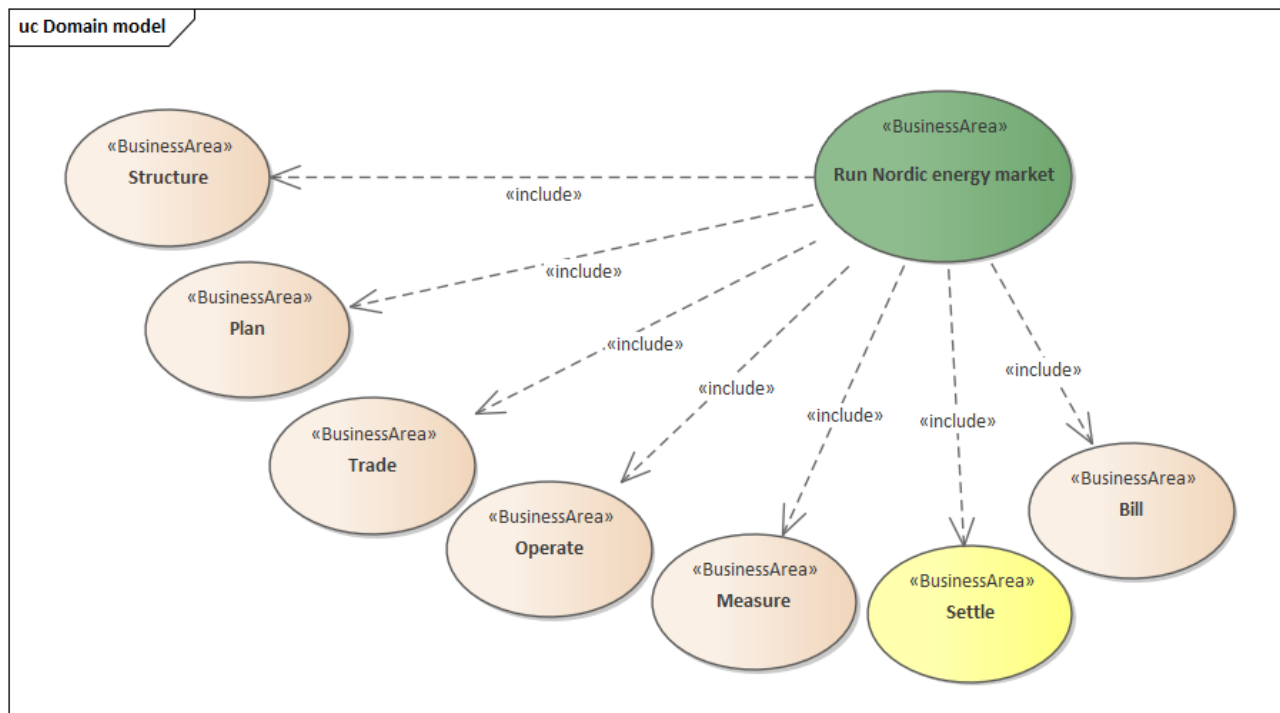 uc Domain model
«BusinessArea»
Run Nordic energy market
«BusinessArea»
Structure
«include»
«BusinessArea»
Plan
«include»
«include»
«BusinessArea»
Trade
«include»
«BusinessArea»
Operate
«include»
«BusinessArea»
Measure
«include»
«BusinessArea»
Settle
«include»
«BusinessArea»
Bill